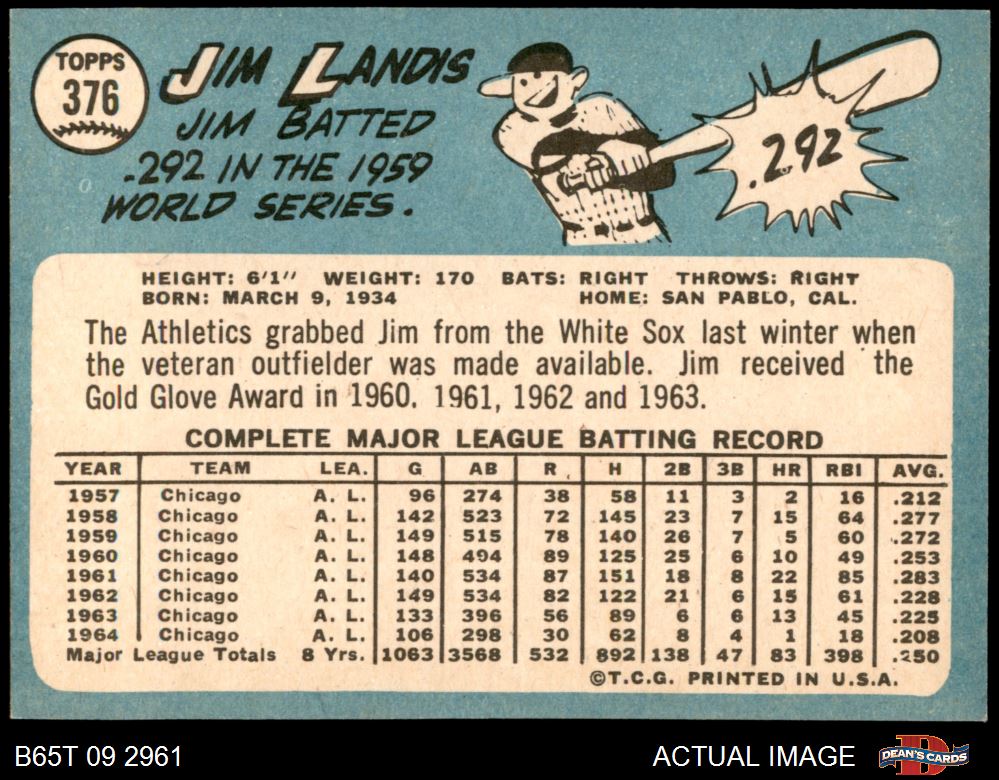 TOPPS
376
JIM LANDIS
JIM BATTED
.292 IN THE 1959
WORLD SERIES.
.292
HEIGHT: 6'1" WEIGHT: 170 BATS: RIGHT THROWS: RIGHT
BORN: MARCH 9, 1934 HOME: SAN PABLO, CAL.
The Athletics grabbed Jim from the White Sox last winter when
the veteran outfielder was made available. Jim received the
Gold Glove Award in 1960. 1961, 1962 and 1963.
COMPLETE MAJOR LEAGUE BATTING RECORD
YEAR TEAM LEA. G AB R H 2B 3B HR RBI AVG.
1957 Chicago A. L. 96 274 38 58 11 3 2 16 .212
1958 Chicago A. L. 142 523 72 145 23 7 15 64 .277
1959 Chicago A. L. 149 515 78 140 26 7 5 60 .272
1960 Chicago A. L. 148 494 89 125 25 6 10 49 .253
1961 Chicago A. L. 140 534 87 151 18 8 22 85 .283
1962 Chicago A. L. 149 534 82 122 21 6 15 61 .228
1963 Chicago A. L. 133 396 56 89 6 6 13 45 .225
1964 Chicago A. L. 106 298 30 62 8 4 1 18 .208
Major League Totals 8 Yrs. 1063 3568 532 892 138 47 83 398 .250
©T.C.G. PRINTED IN U.S.A.
B65T 09 2961 ACTUAL IMAGE DEAN'S CARDS